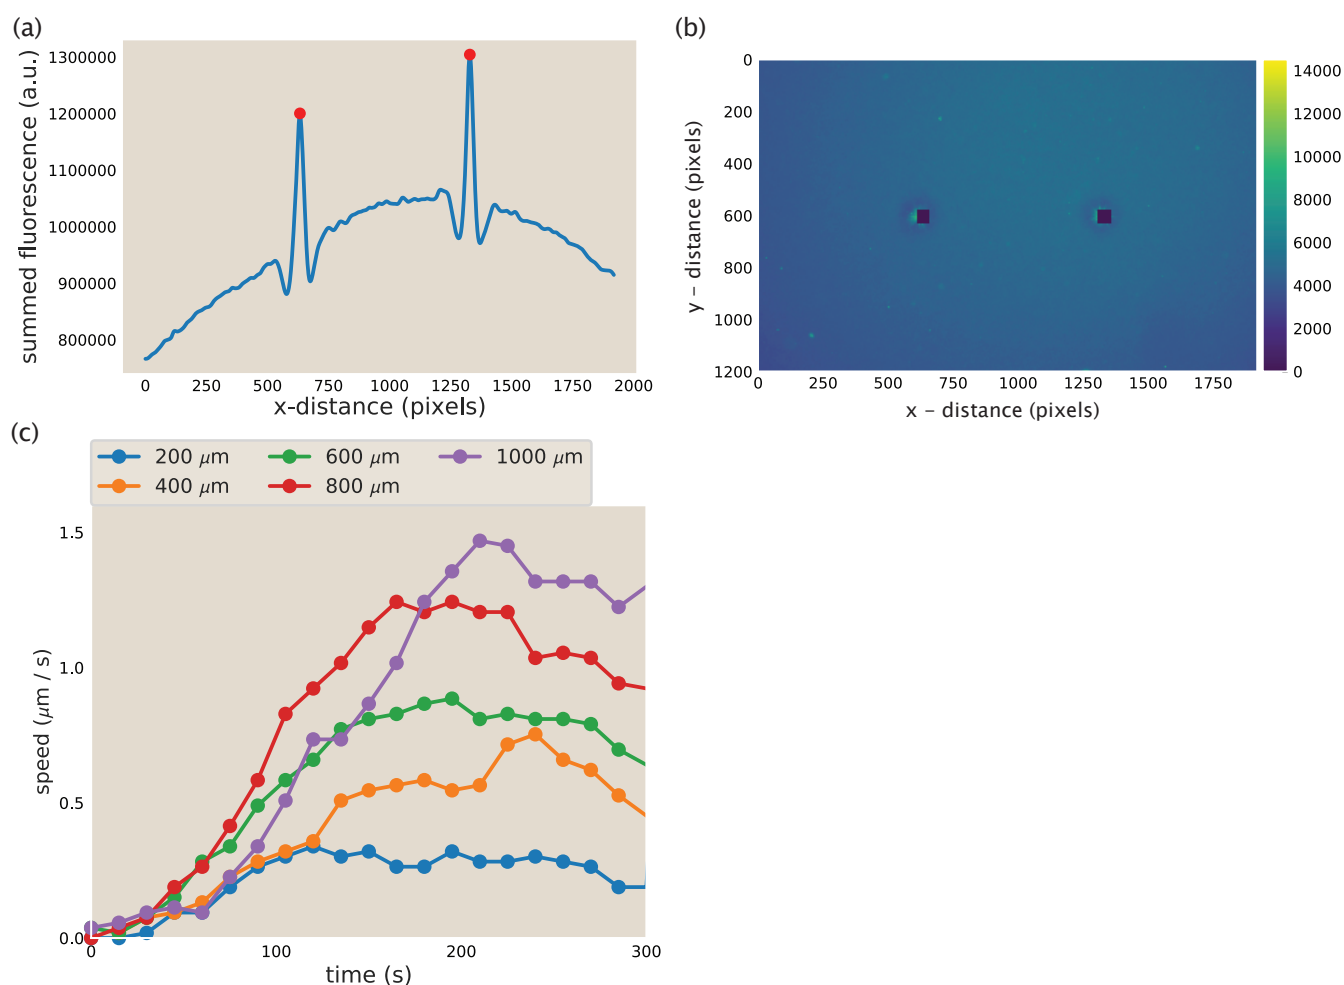 (a)
1300000
1200000
1100000
1000000
900000
800000
summed fluorescence (a.u.)
0 250 500 750 1000 1250 1500 1750 2000
x-distance (pixels)
(b)
0
200
400
600
800
1000
1200
y – distance (pixels)
0 250 500 750 1000 1250 1500 1750
x – distance (pixels)
14000
12000
10000
8000
6000
4000
2000
0
(c)
200 μm 600 μm 1000 μm
400 μm 800 μm
1.5
1.0
0.5
0.0
speed (μm / s)
0 100 200 300
time (s)